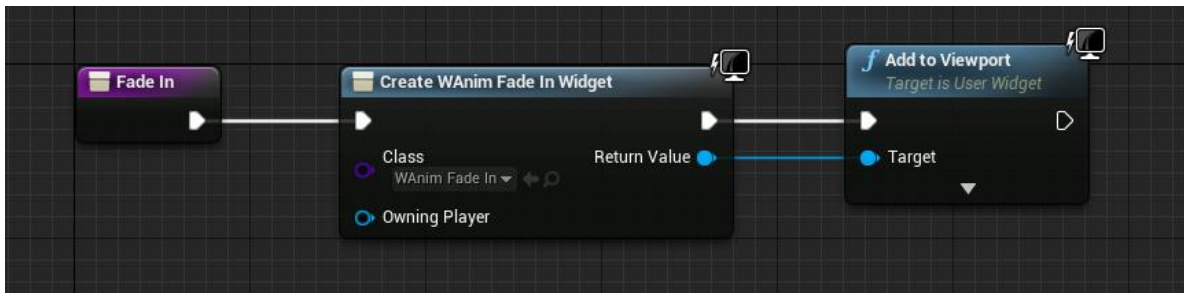 Fade In
Create WAnim Fade In Widget
Class
WAnim Fade In
Return Value
Owning Player
f Add to Viewport
Target is User Widget
Target